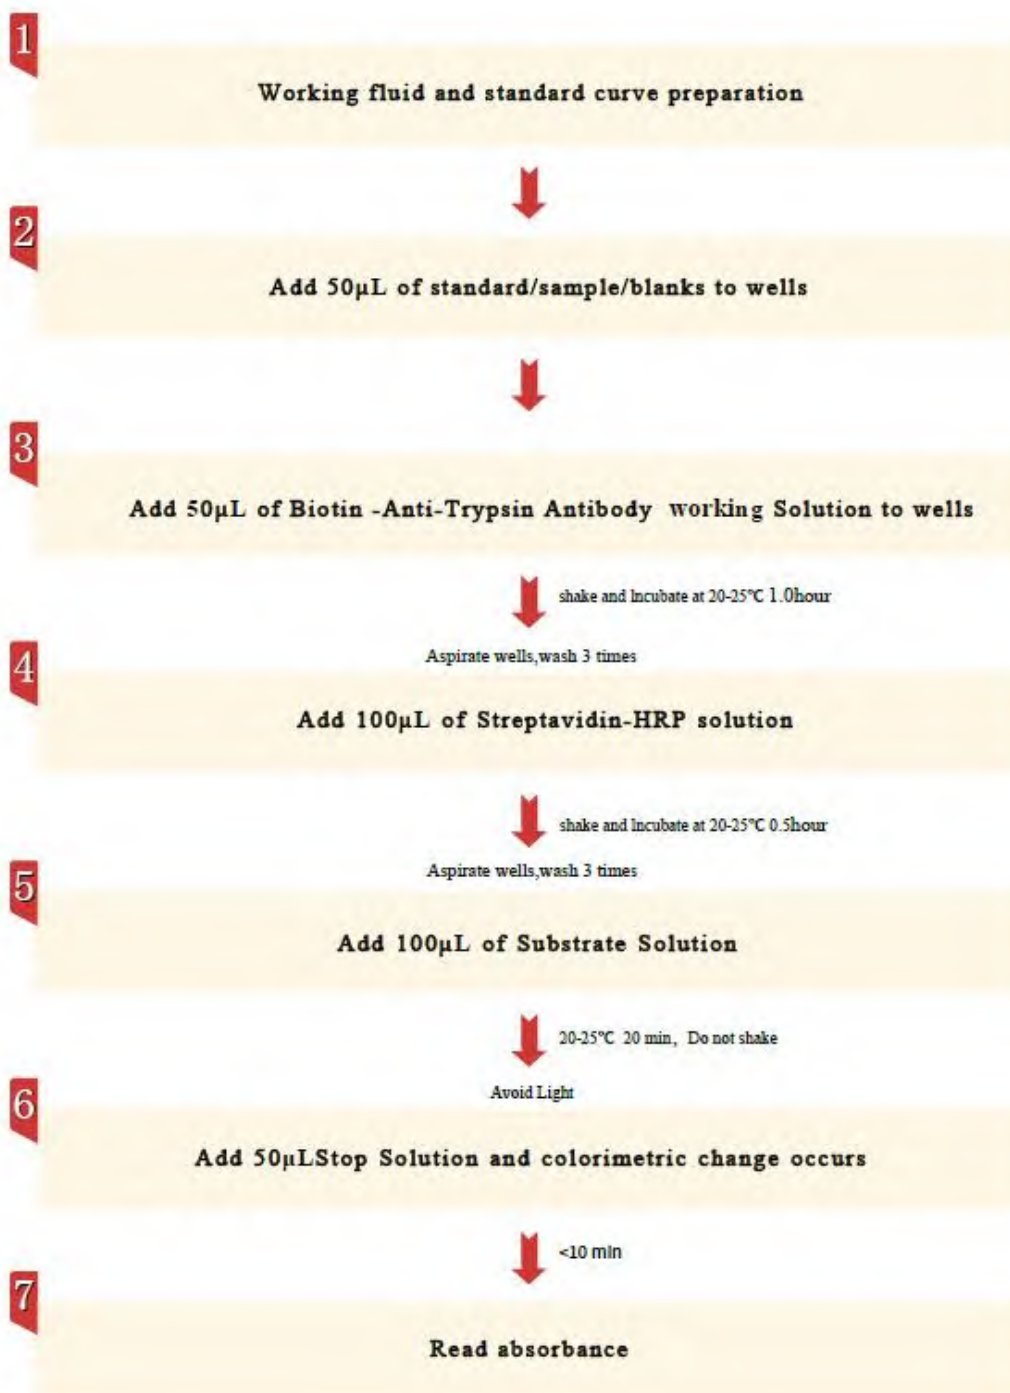 1
Working fluid and standard curve preparation
2
Add 50μL of standard/sample/blanks to wells
3
Add 50μL of Biotin -Anti-Trypsin Antibody working Solution to wells
shake and Incubate at 20-25℃ 1.0hour
Aspirate wells,wash 3 times
4
Add 100μL of Streptavidin-HRP solution
shake and Incubate at 20-25℃ 0.5hour
Aspirate wells,wash 3 times
5
Add 100μL of Substrate Solution
20-25℃ 20 min, Do not shake
Avoid Light
6
Add 50μLStop Solution and colorimetric change occurs
<10 min
7
Read absorbance